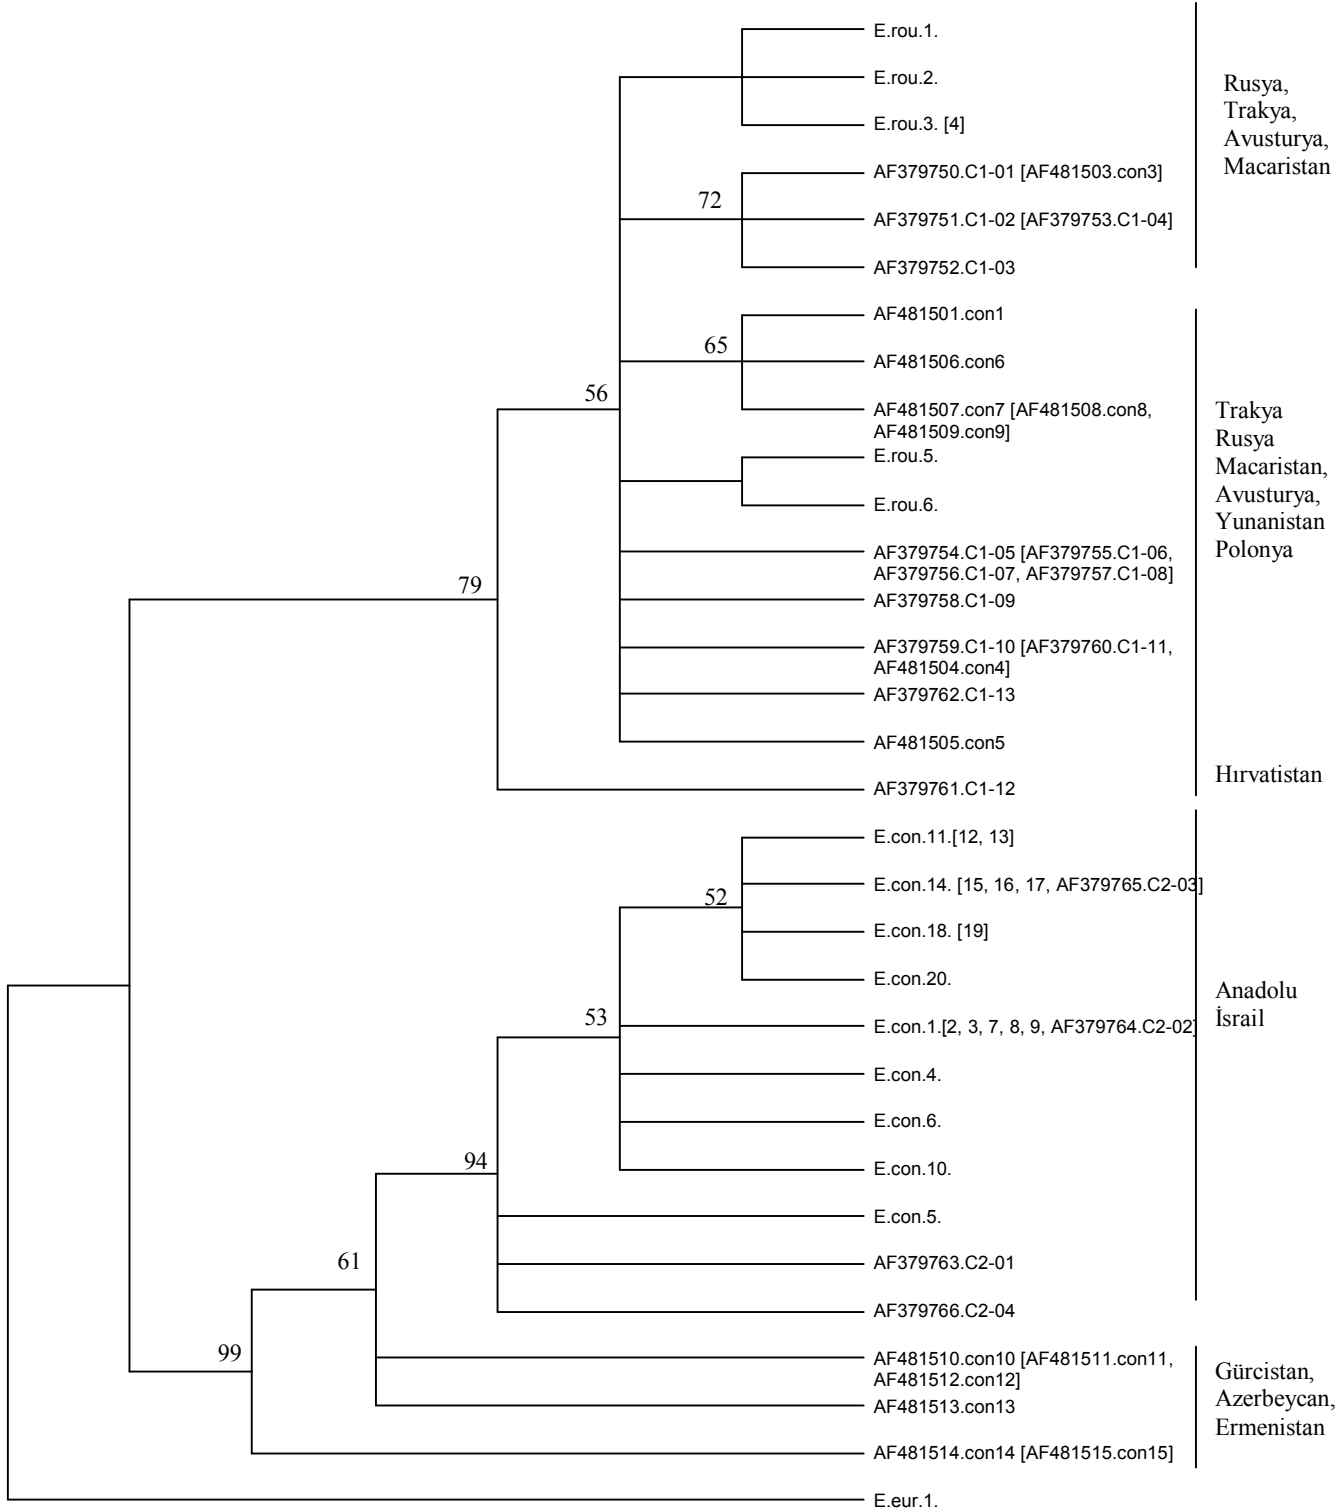 E.rou.1.
E.rou.2.
E.rou.3. [4]
Rusya,
Trakya,
Avusturya,
Macaristan
AF379750.C1-01 [AF481503.con3]
72
AF379751.C1-02 [AF379753.C1-04]
AF379752.C1-03
AF481501.con1
65
AF481506.con6
56
AF481507.con7 [AF481508.con8,
AF481509.con9]
E.rou.5.
E.rou.6.
Trakya
Rusya
Macaristan,
Avusturya,
Yunanistan
Polonya
AF379754.C1-05 [AF379755.C1-06,
AF379756.C1-07, AF379757.C1-08]
79
AF379758.C1-09
AF379759.C1-10 [AF379760.C1-11,
AF481504.con4]
AF379762.C1-13
AF481505.con5
Hırvatistan
AF379761.C1-12
E.con.11.[12, 13]
E.con.14. [15, 16, 17, AF379765.C2-03]
52
E.con.18. [19]
E.con.20.
Anadolu
İsrail
53
E.con.1.[2, 3, 7, 8, 9, AF379764.C2-02]
E.con.4.
E.con.6.
94
E.con.10.
E.con.5.
61
AF379763.C2-01
AF379766.C2-04
99
AF481510.con10 [AF481511.con11,
AF481512.con12]
AF481513.con13
Gürcistan,
Azerbeycan,
Ermenistan
AF481514.con14 [AF481515.con15]
E.eur.1.